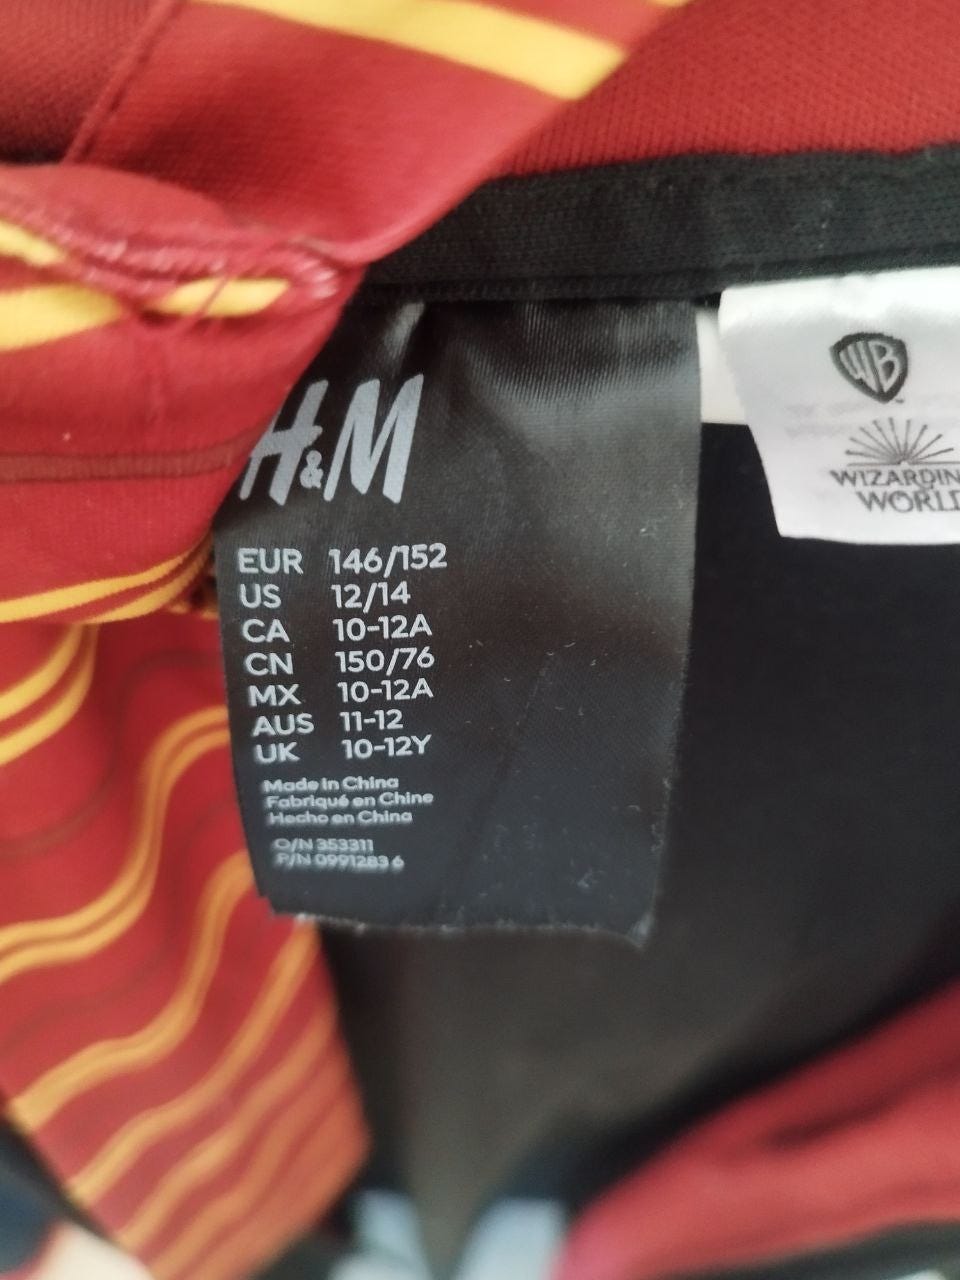 H&M
EUR 146/152
US 12/14
CA 10-12A
CN 150/76
MX 10-12A
AUS 11-12
UK 10-12Y
Made in China
Fabriqué en Chine
Hecho en China
O/N 353311
P/N 0991283 6
WB
WIZARDIN
WORLD